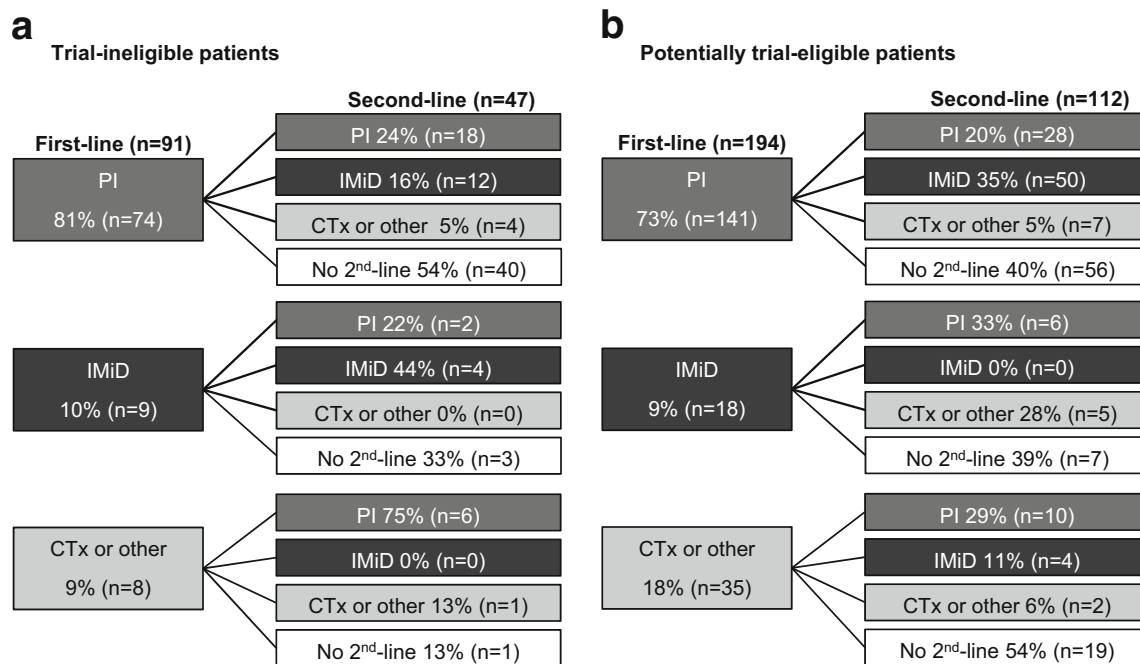 a
Trial-ineligible patients
Second-line (n=47)
First-line (n=91)
PI
81% (n=74)
PI 24% (n=18)
IMiD 16% (n=12)
CTx or other 5% (n=4)
No 2nd-line 54% (n=40)
IMiD
10% (n=9)
PI 22% (n=2)
IMiD 44% (n=4)
CTx or other 0% (n=0)
No 2nd-line 33% (n=3)
CTx or other
9% (n=8)
PI 75% (n=6)
IMiD 0% (n=0)
CTx or other 13% (n=1)
No 2nd-line 13% (n=1)
b
Potentially trial-eligible patients
Second-line (n=112)
First-line (n=194)
PI
73% (n=141)
PI 20% (n=28)
IMiD 35% (n=50)
CTx or other 5% (n=7)
No 2nd-line 40% (n=56)
IMiD
9% (n=18)
PI 33% (n=6)
IMiD 0% (n=0)
CTx or other 28% (n=5)
No 2nd-line 39% (n=7)
CTx or other
18% (n=35)
PI 29% (n=10)
IMiD 11% (n=4)
CTx or other 6% (n=2)
No 2nd-line 54% (n=19)